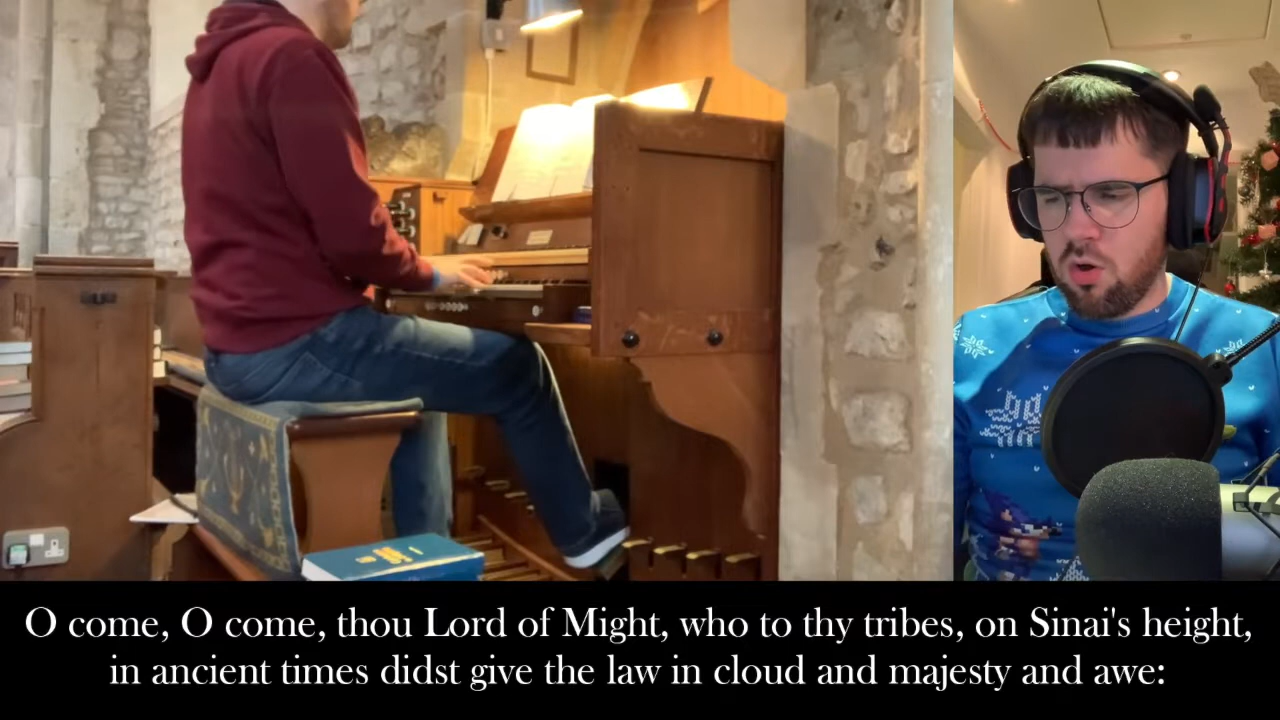 O come, O come, thou Lord of Might, who to thy tribes, on Sinai's height,
in ancient times didst give the law in cloud and majesty and awe: